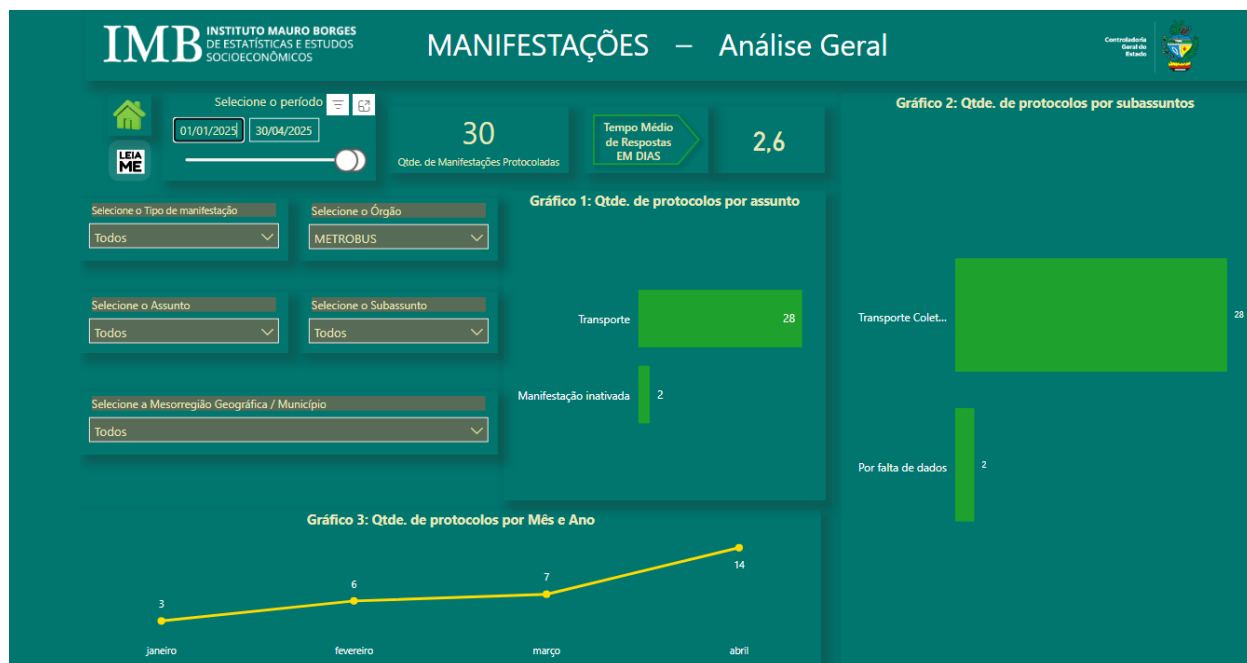 IMB
INSTITUTO MAURO BORGES
DE ESTATÍSTICAS E ESTUDOS
SOCIOECONÔMICOS
MANIFESTAÇÕES – Análise Geral
Controladoria
Geral do
Estado
LEIA
ME
Selecione o período
01/01/2025
30/04/2025
30
Qtde. de Manifestações Protocoladas
Tempo Médio
de Respostas
EM DIAS
2,6
Selecione o Tipo de manifestação
Todos
Selecione o Órgão
METROBUS
Selecione o Assunto
Todos
Selecione o Subassunto
Todos
Selecione a Mesorregião Geográfica / Município
Todos
Gráfico 1: Qtde. de protocolos por assunto
Transporte
28
Manifestação inativada
2
Gráfico 2: Qtde. de protocolos por subassuntos
Transporte Colet...
28
Por falta de dados
2
Gráfico 3: Qtde. de protocolos por Mês e Ano
3
6
7
14
janeiro
fevereiro
março
abril